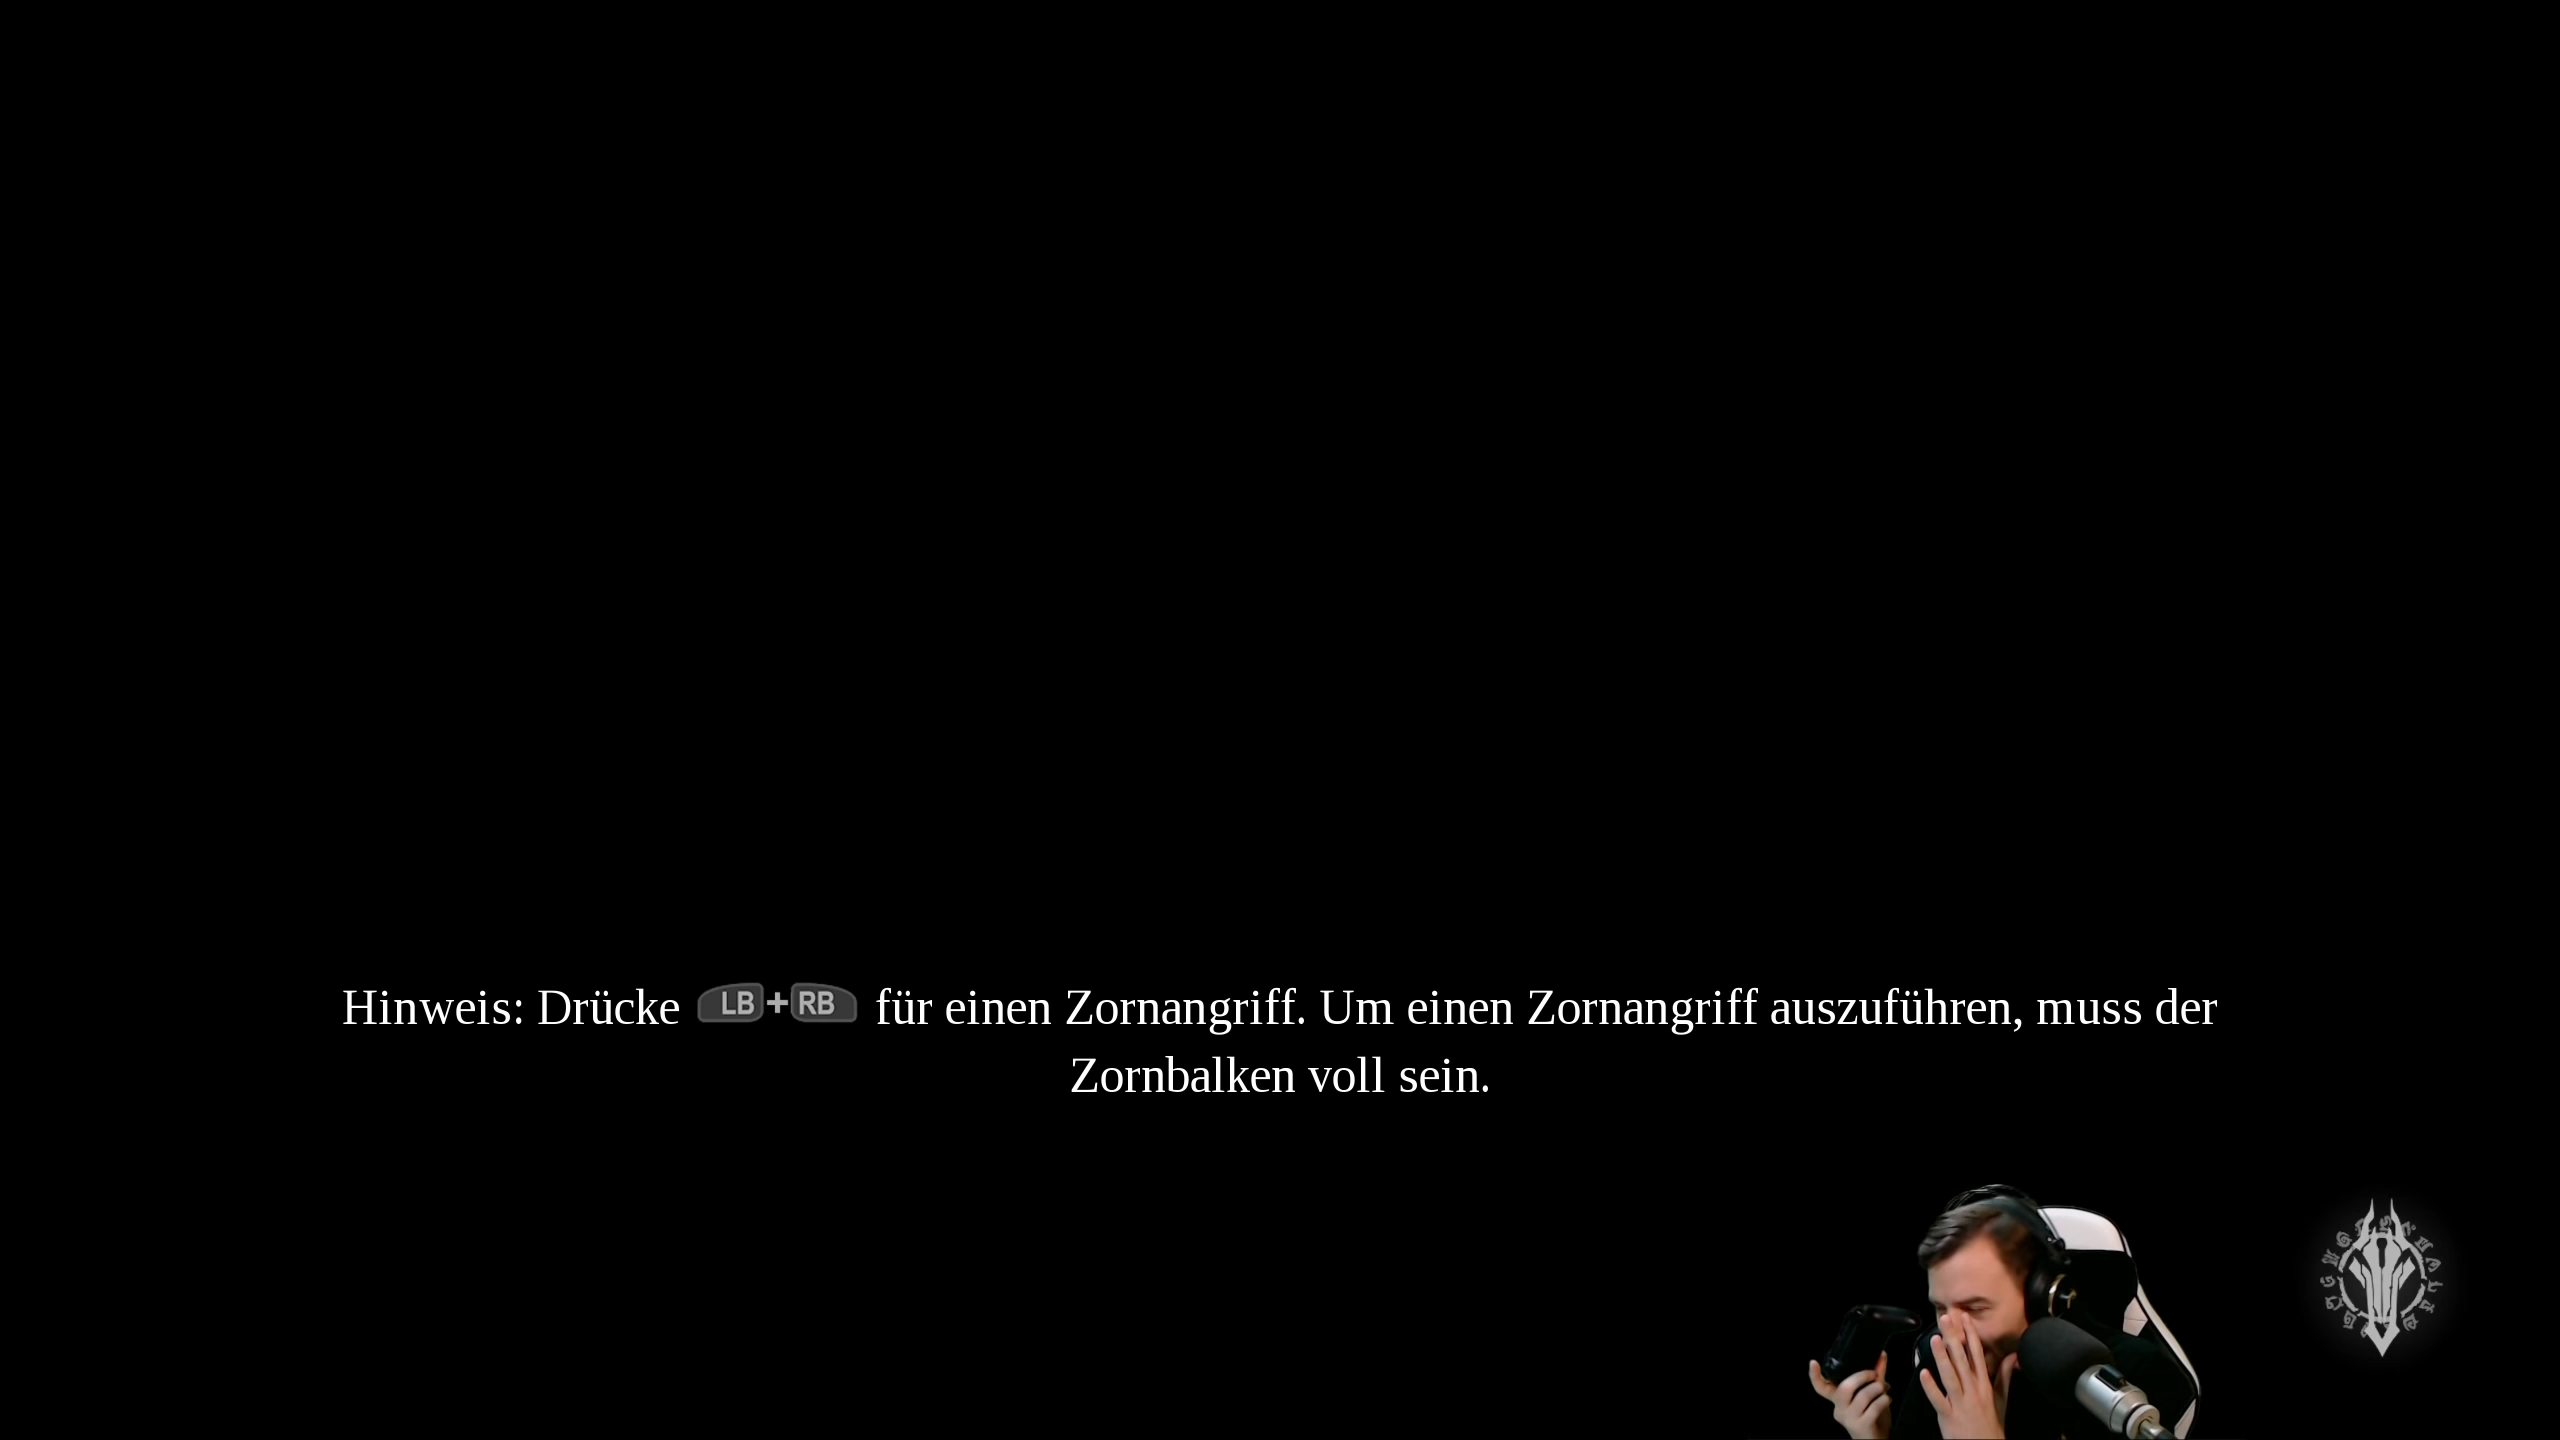 Hinweis: Drücke LB+RB für einen Zornangriff. Um einen Zornangriff auszuführen, muss der
Zornbalken voll sein.